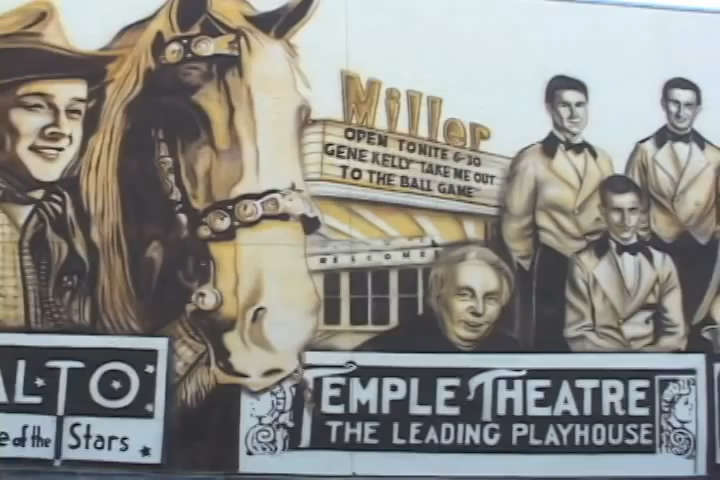 Miller
OPEN TONITE 6-30
GENE KELLY "TAKE ME OUT
TO THE BALL GAME"
WELCOME
ALTO
e of the Stars
TEMPLE THEATRE
THE LEADING PLAYHOUSE